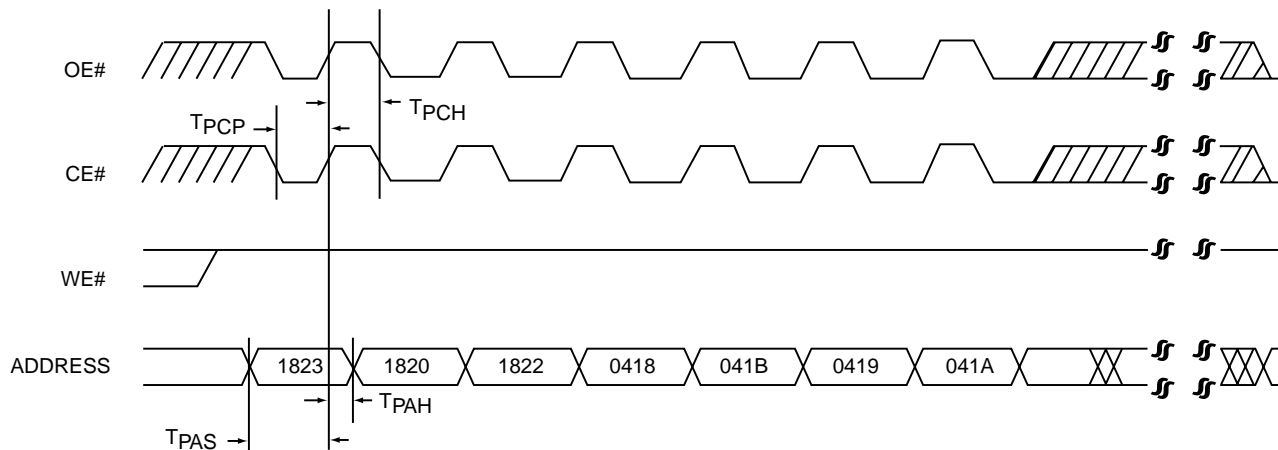 OE#
TPCH
TPCP
CE#
WE#
ADDRESS 1823 1820 1822 0418 041B 0419 041A
TPAH
TPAS